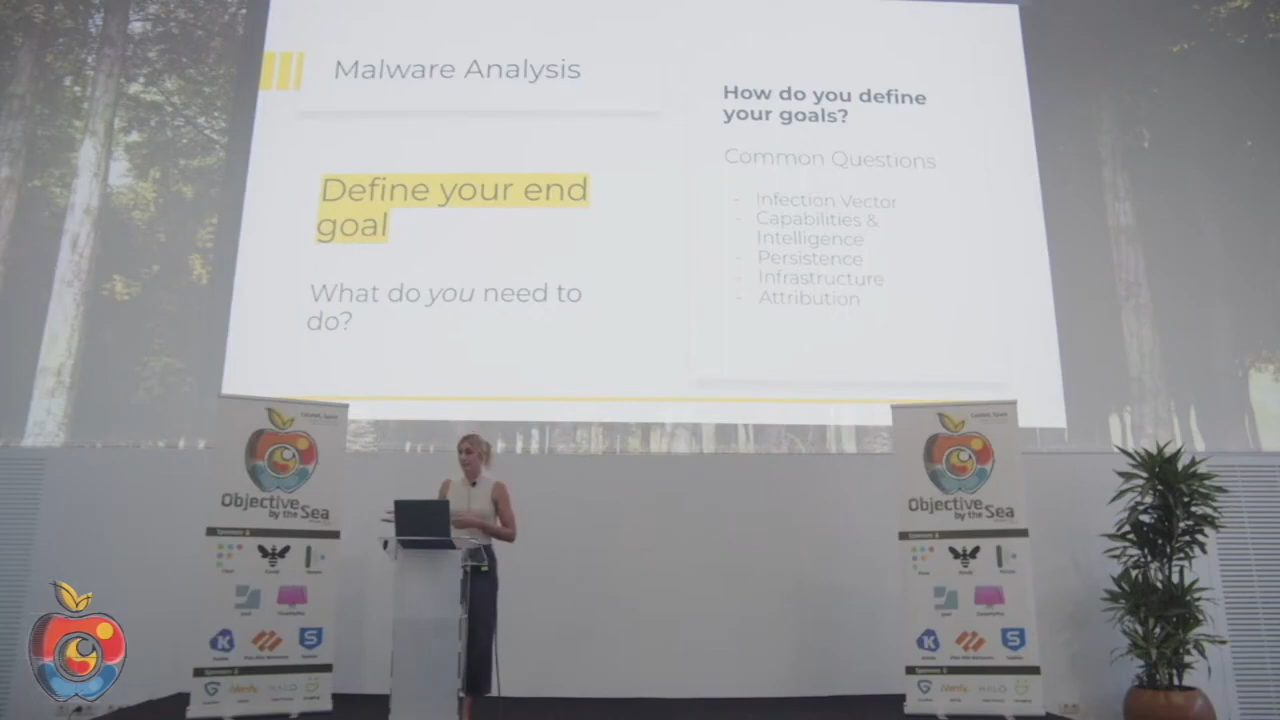 Malware Analysis
Define your end
goal
What do you need to
do?
How do you define
your goals?
Common Questions
- Infection Vector
- Capabilities &
Intelligence
- Persistence
- Infrastructure
- Attribution
Objective
by the Sea
Objective
by the Sea